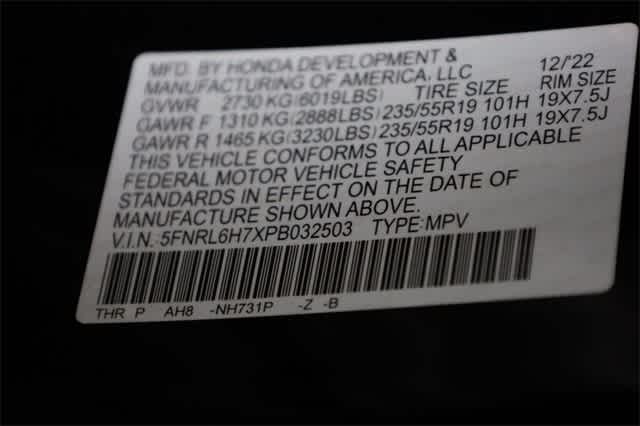 MFD. BY HONDA DEVELOPMENT & 12/'22
MANUFACTURING OF AMERICA, LLC
GVWR 2730 KG(6019LBS) TIRE SIZE RIM SIZE
GAWR F 1310 KG(2888LBS) 235/55R19 101H 19X7.5J
GAWR R 1465 KG(3230LBS) 235/55R19 101H 19X7.5J
THIS VEHICLE CONFORMS TO ALL APPLICABLE
FEDERAL MOTOR VEHICLE SAFETY
STANDARDS IN EFFECT ON THE DATE OF
MANUFACTURE SHOWN ABOVE.
V.I.N.: 5FNRL6H7XPB032503 TYPE: MPV
THR P AH8 -NH731P -Z -B